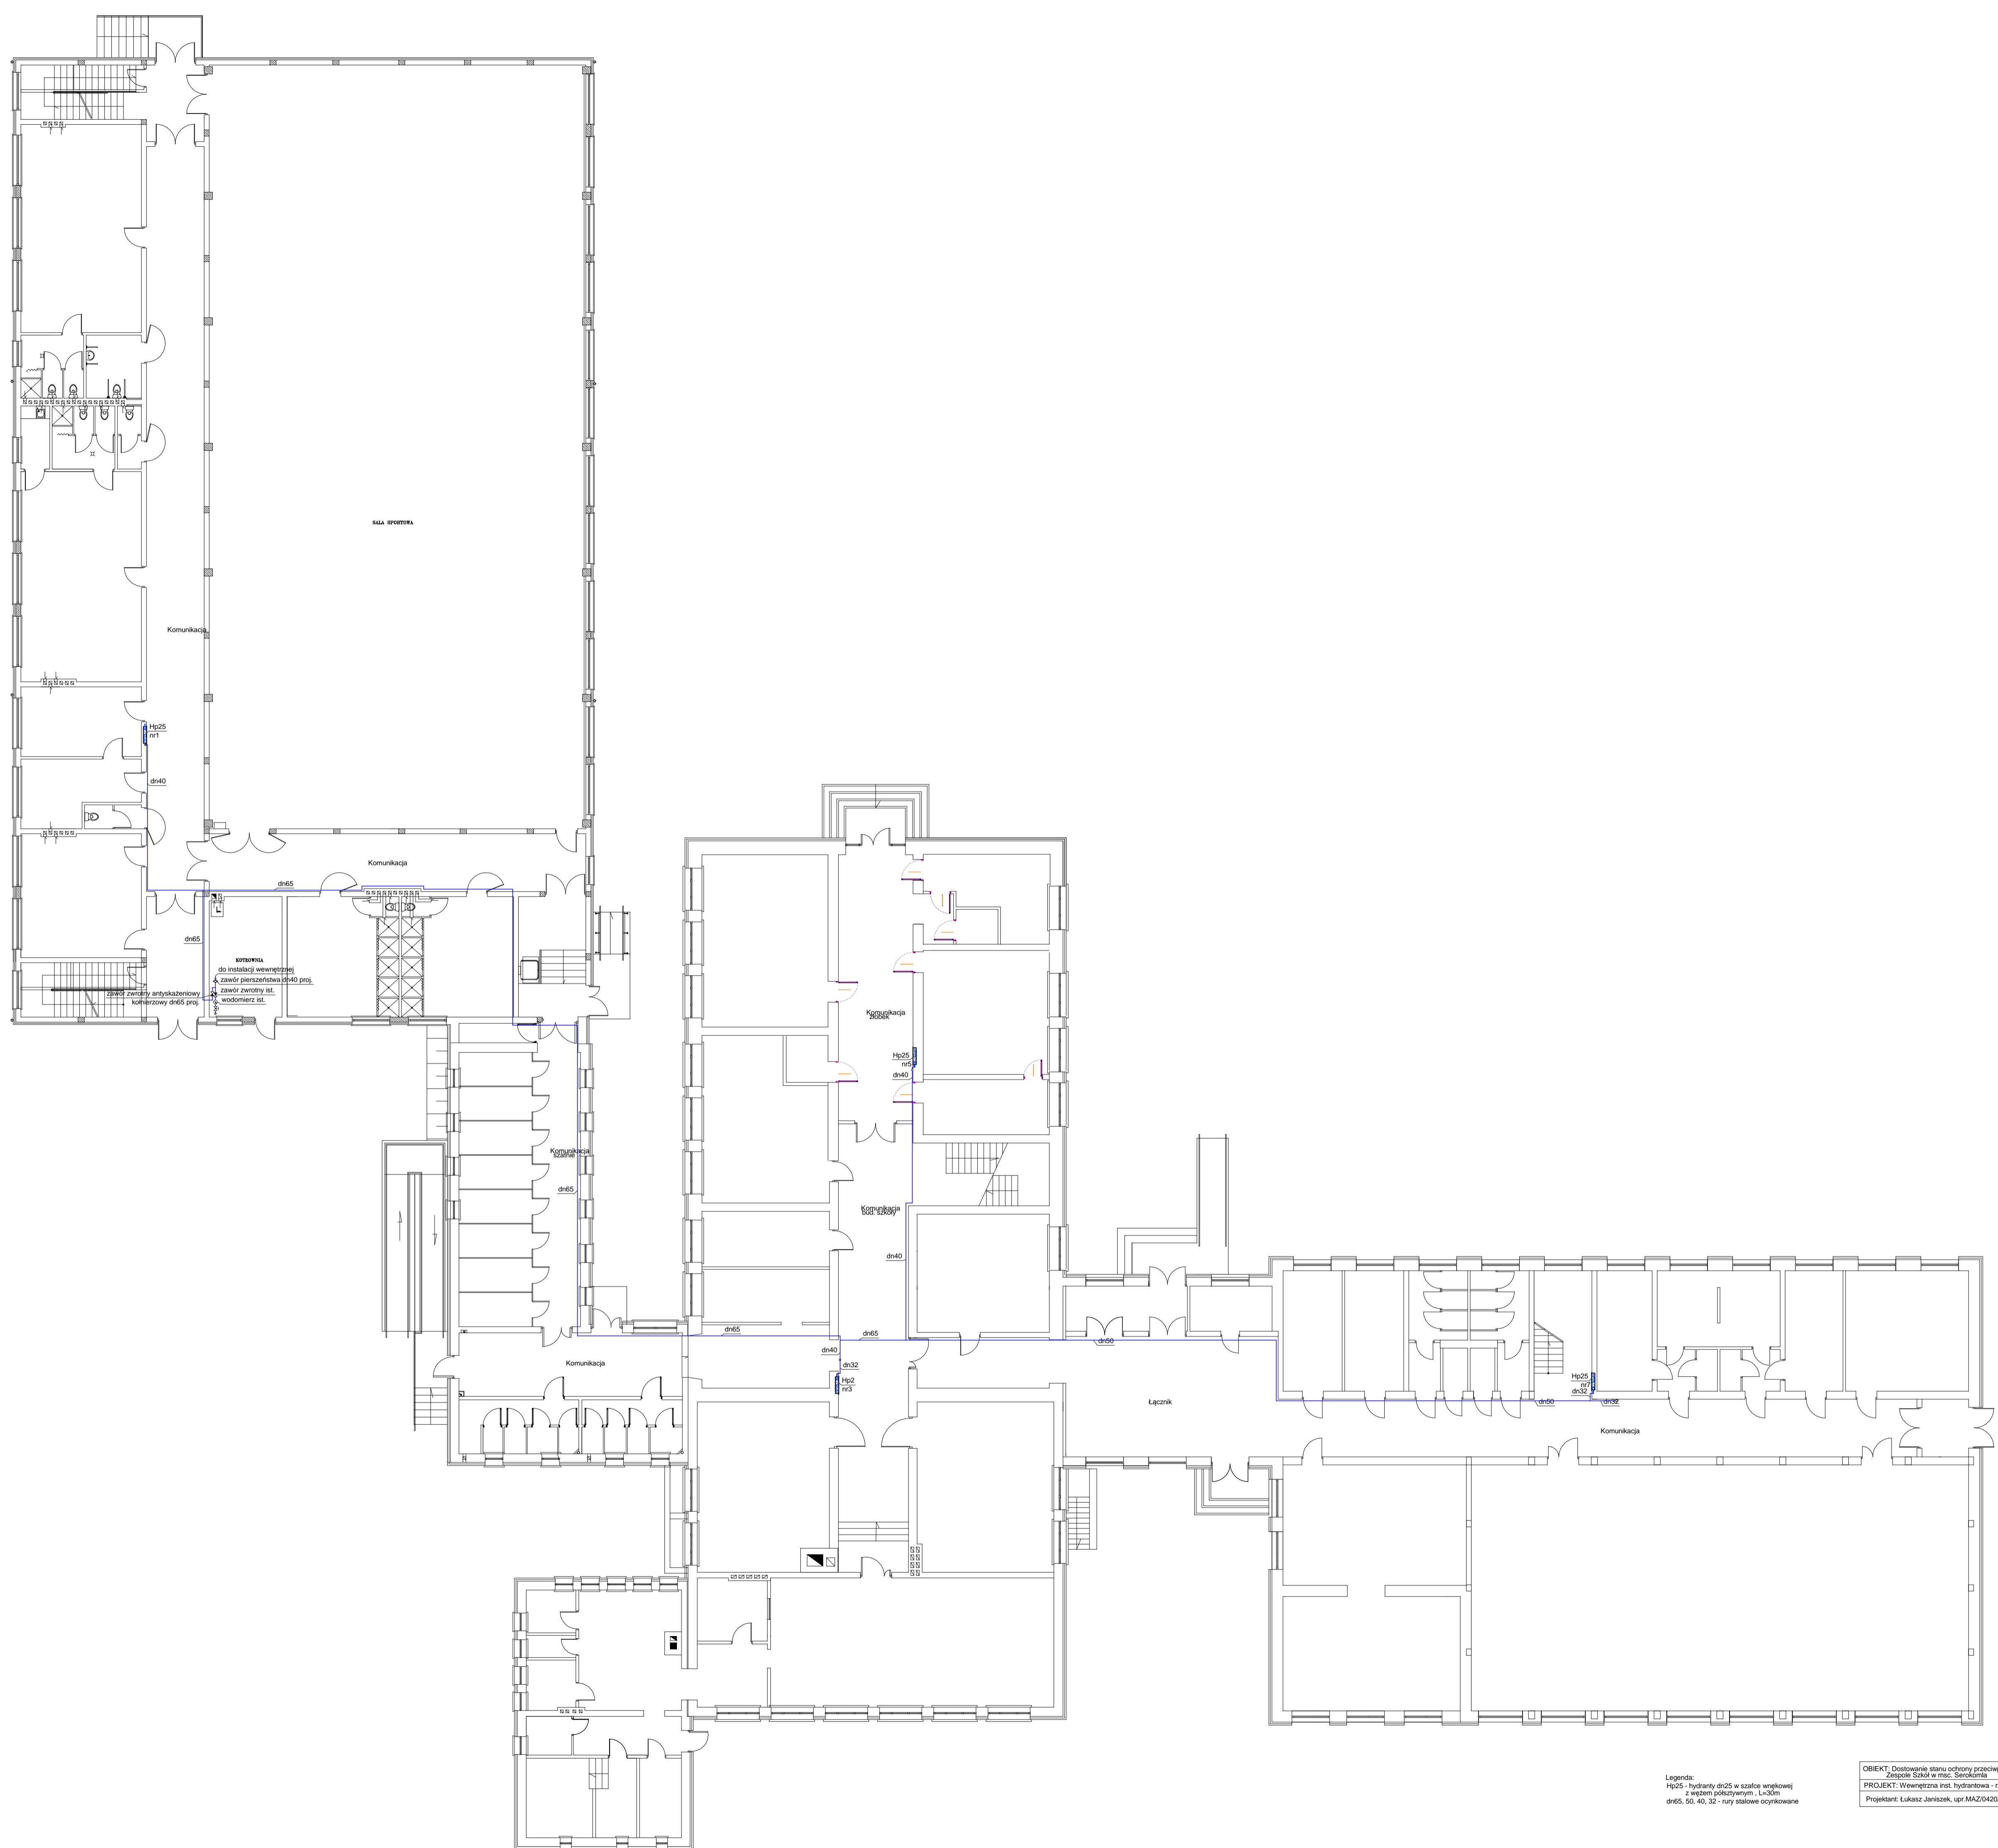 SALA SPORTOWA
Komunikacja
Hp25
nr1
dn40
Komunikacja
dn65
dn65
KOTŁOWNIA
do instalacji wewnętrznej
zawór pierszeństwa dn40 proj.
zawór zwrotny ist.
wodomierz ist.
zawór zwrotny antyskażeniowy
kołnierzowy dn65 proj.
Komunikacja
żłobek
Hp25
nr5
dn40
Komunikacja
szatnie
dn65
Komunikacja
bud. szkoły
dn40
dn65
dn65
dn50
dn40
dn32
Komunikacja
Hp2
nr3
Hp25
nr7
dn32
dn50
dn32
Łącznik
Komunikacja
Legenda:
Hp25 - hydranty dn25 w szafce wnękowej
z wężem półsztywnym , L=30m
dn65, 50, 40, 32 - rury stalowe ocynkowane
OBIEKT: Dostowanie stanu ochrony przeciwp
Zespole Szkół w msc. Serokomla
PROJEKT: Wewnętrzna inst. hydrantowa - r
Projektant: Łukasz Janiszek, upr.MAZ/0420